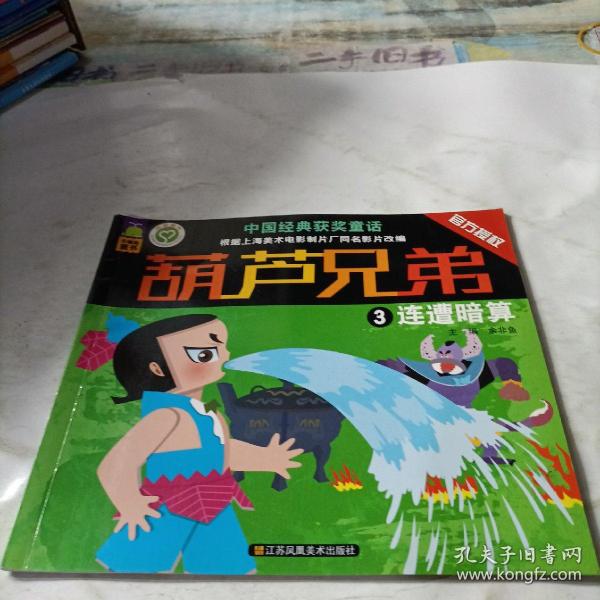 二手旧书
中国经典获奖童话
根据上海美术电影制片厂同名影片改编
官方授权
葫芦兄弟
3 连遭暗算
主 编 余非鱼
江苏凤凰美术出版社
孔夫子旧书网
www.kongfz.com